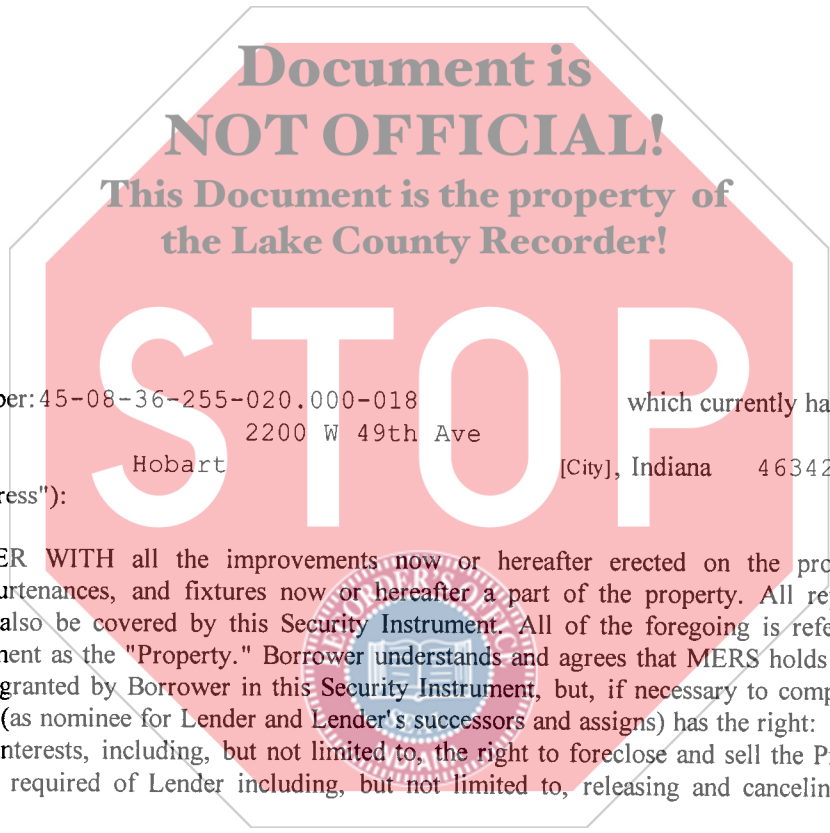 Document is
NOT OFFICIAL!
This Document is the property of
the Lake County Recorder!
STOP
ber: 45-08-36-255-020.000-018 which currently ha
2200 W 49th Ave
Hobart [City], Indiana 46342
ress"):
ER WITH all the improvements now or hereafter erected on the pro
urtenances, and fixtures now or hereafter a part of the property. All re
also be covered by this Security Instrument. All of the foregoing is refe
nent as the "Property." Borrower understands and agrees that MERS holds
granted by Borrower in this Security Instrument, but, if necessary to comp
(as nominee for Lender and Lender's successors and assigns) has the right:
nterests, including, but not limited to, the right to foreclose and sell the P
required of Lender including, but not limited to, releasing and cancelin